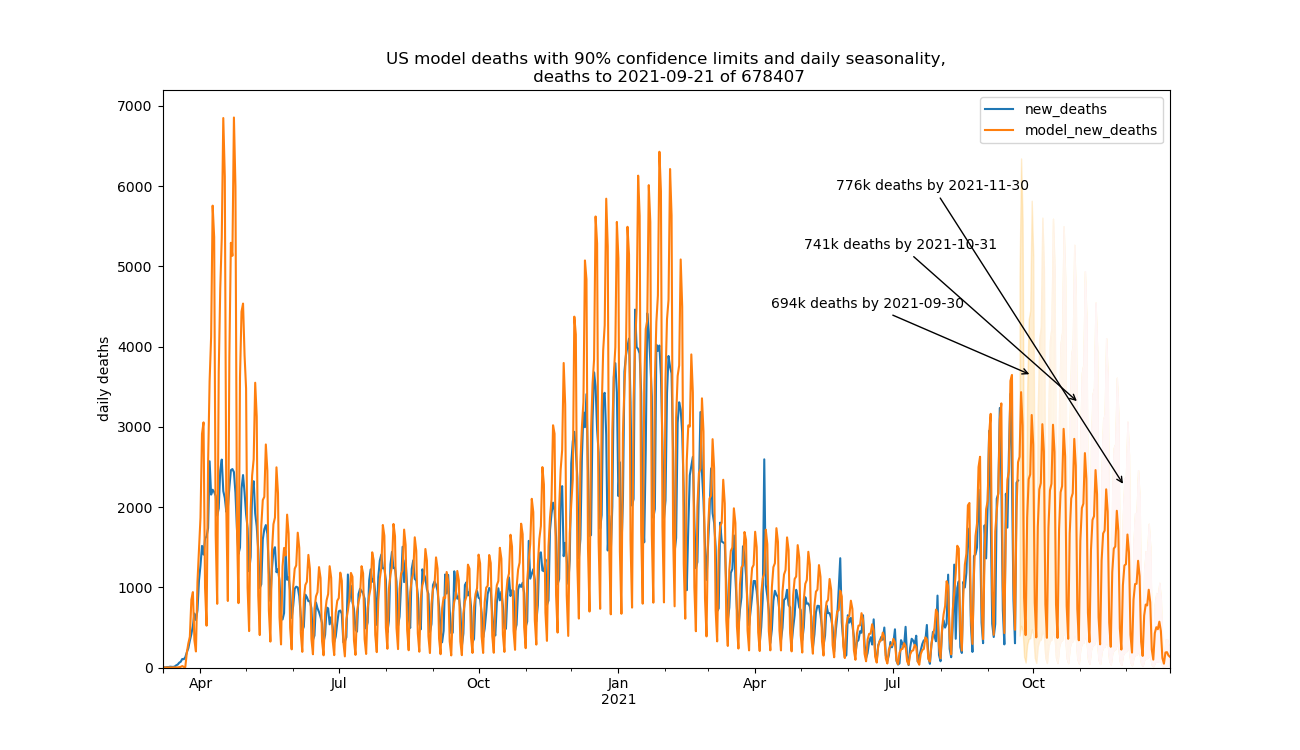 US model deaths with 90% confidence limits and daily seasonality,
deaths to 2021-09-21 of 678407
7000
6000
5000
4000
3000
2000
1000
0
daily deaths
new_deaths
model_new_deaths
776k deaths by 2021-11-30
741k deaths by 2021-10-31
694k deaths by 2021-09-30
Apr Jul Oct Jan Apr Jul Oct
2021